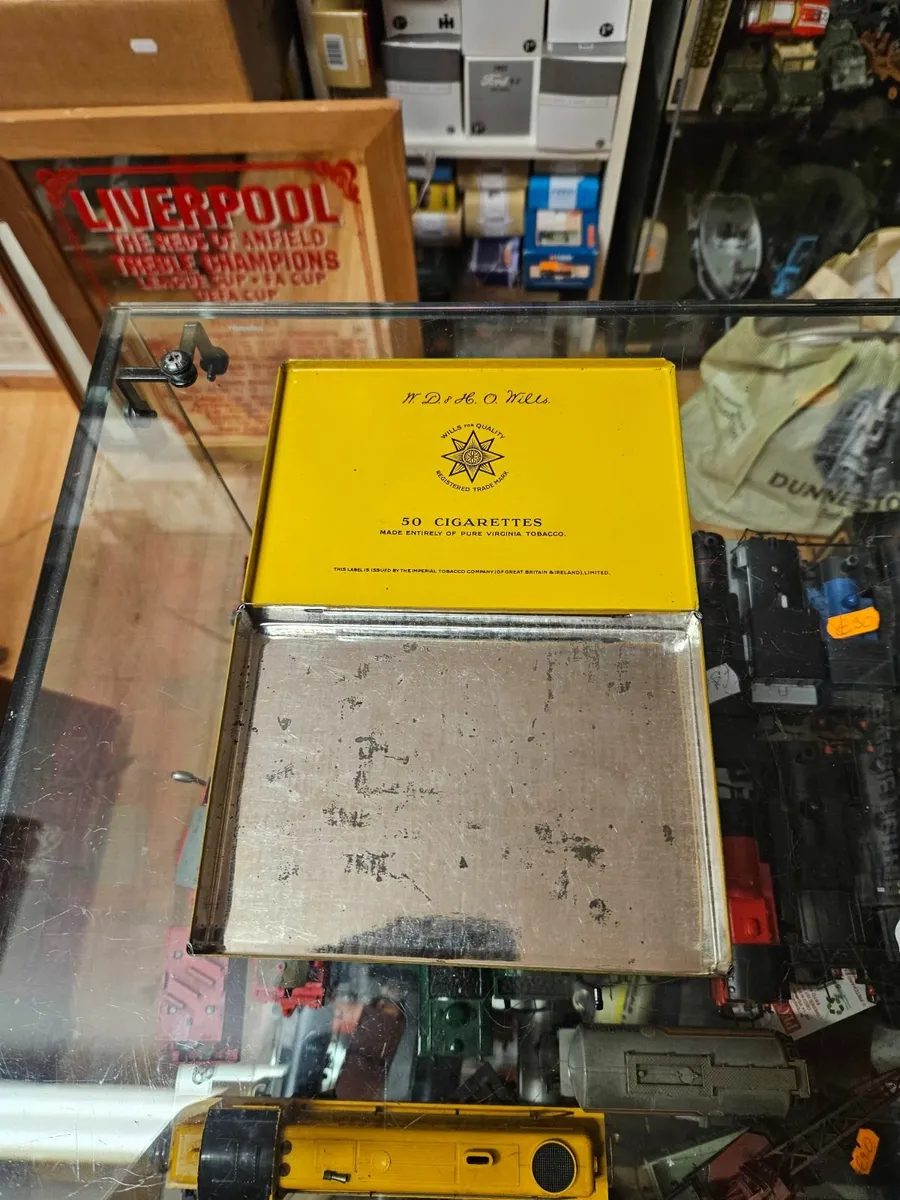 LIVERPOOL
THE NEWS OF ANFIELD
TREBLE CHAMPIONS
LEAGUE CUP • FA CUP
UEFA CUP
Ford
W. D. & H. O. Wills.
WILLS FOR QUALITY
REGISTERED TRADE MARK
50 CIGARETTES
MADE ENTIRELY OF PURE VIRGINIA TOBACCO.
THIS LABEL IS ISSUED BY THE IMPERIAL TOBACCO COMPANY (OF GREAT BRITAIN & IRELAND), LIMITED.
DUNNES